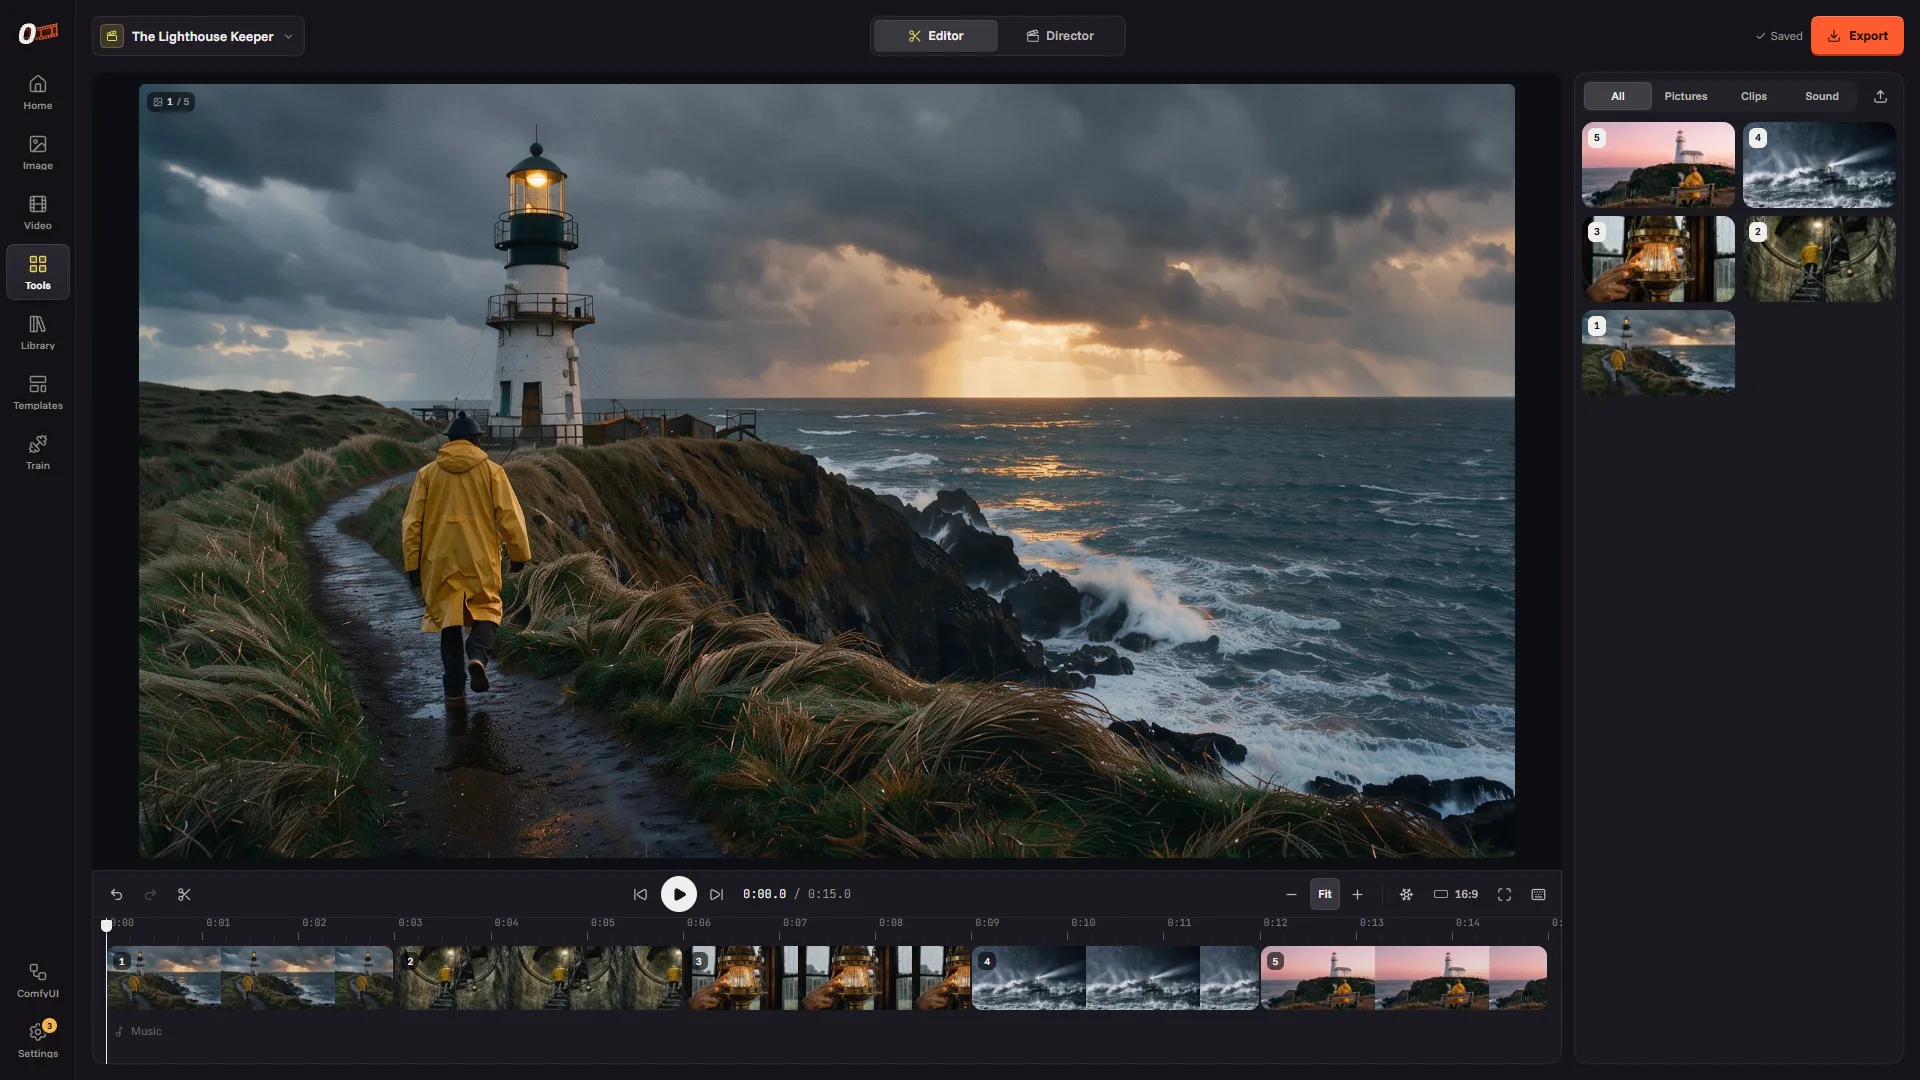 The Lighthouse Keeper
Editor
Director
Saved
Export
Home
Image
Video
Tools
Library
Templates
Train
ComfyUI
3
Settings
1 / 5
All
Pictures
Clips
Sound
5
4
3
2
1
0:00.0 / 0:15.0
Fit
16:9
0:00 0:01 0:02 0:03 0:04 0:05 0:06 0:07 0:08 0:09 0:10 0:11 0:12 0:13 0:14
1
2
3
4
5
Music